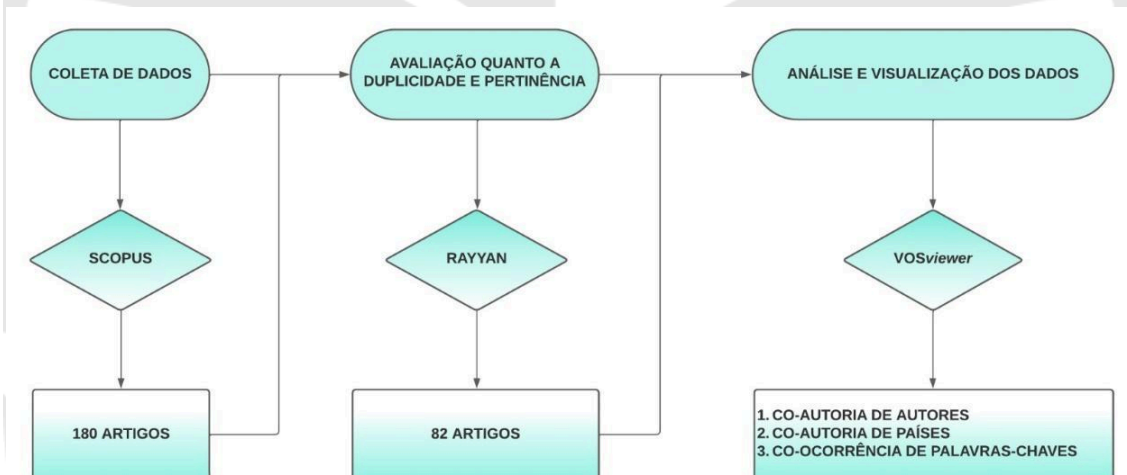 COLETA DE DADOS
AVALIAÇÃO QUANTO A
DUPLICIDADE E PERTINÊNCIA
ANÁLISE E VISUALIZAÇÃO DOS DADOS
SCOPUS
RAYYAN
VOSviewer
180 ARTIGOS
82 ARTIGOS
1. CO-AUTORIA DE AUTORES
2. CO-AUTORIA DE PAÍSES
3. CO-OCORRÊNCIA DE PALAVRAS-CHAVES